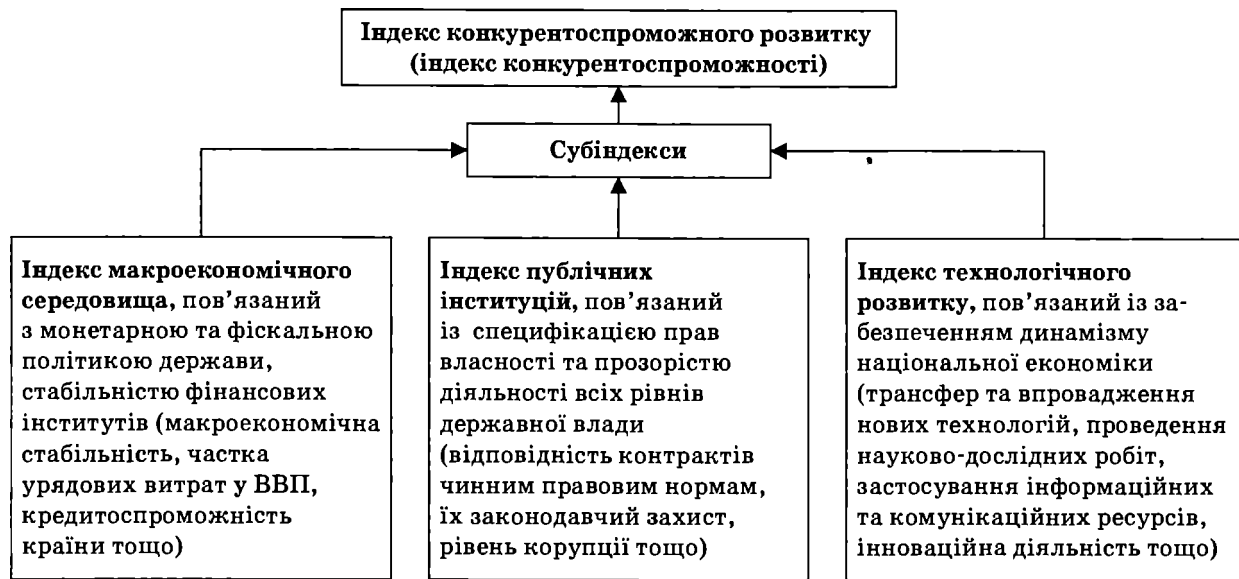 Індекс конкурентоспроможного розвитку
(індекс конкурентоспроможності)
Субіндекси
Індекс макроекономічного
середовища, пов’язаний
з монетарною та фіскальною
політикою держави,
стабільністю фінансових
інститутів (макроекономічна
стабільність, частка
урядових витрат у ВВП,
кредитоспроможність
країни тощо)
Індекс публічних
інституцій, пов’язаний
із специфікацією прав
власності та прозорістю
діяльності всіх рівнів
державної влади
(відповідність контрактів
чинним правовим нормам,
їх законодавчий захист,
рівень корупції тощо)
Індекс технологічного
розвитку, пов’язаний із за-
безпеченням динамізму
національної економіки
(трансфер та впровадження
нових технологій, проведення
науково-дослідних робіт,
застосування інформаційних
та комунікаційних ресурсів,
інноваційна діяльність тощо)